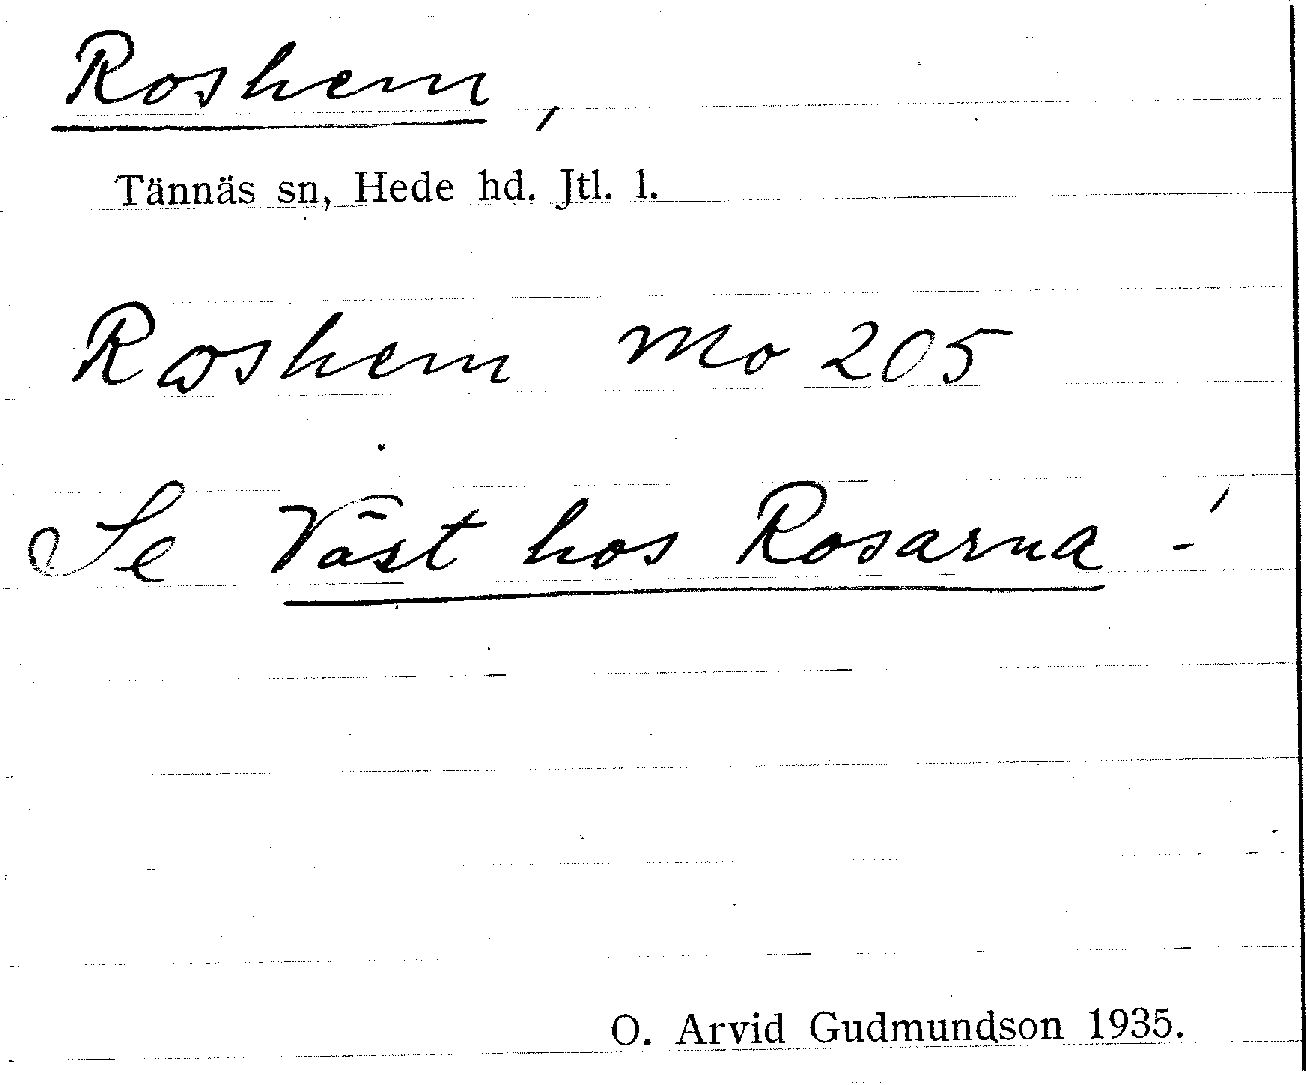 Roshem,
Tännäs sn, Hede hd. Jtl. l.
Roshem Mo 205
Se Väst hos Rosarna!
O. Arvid Gudmundson 1935.